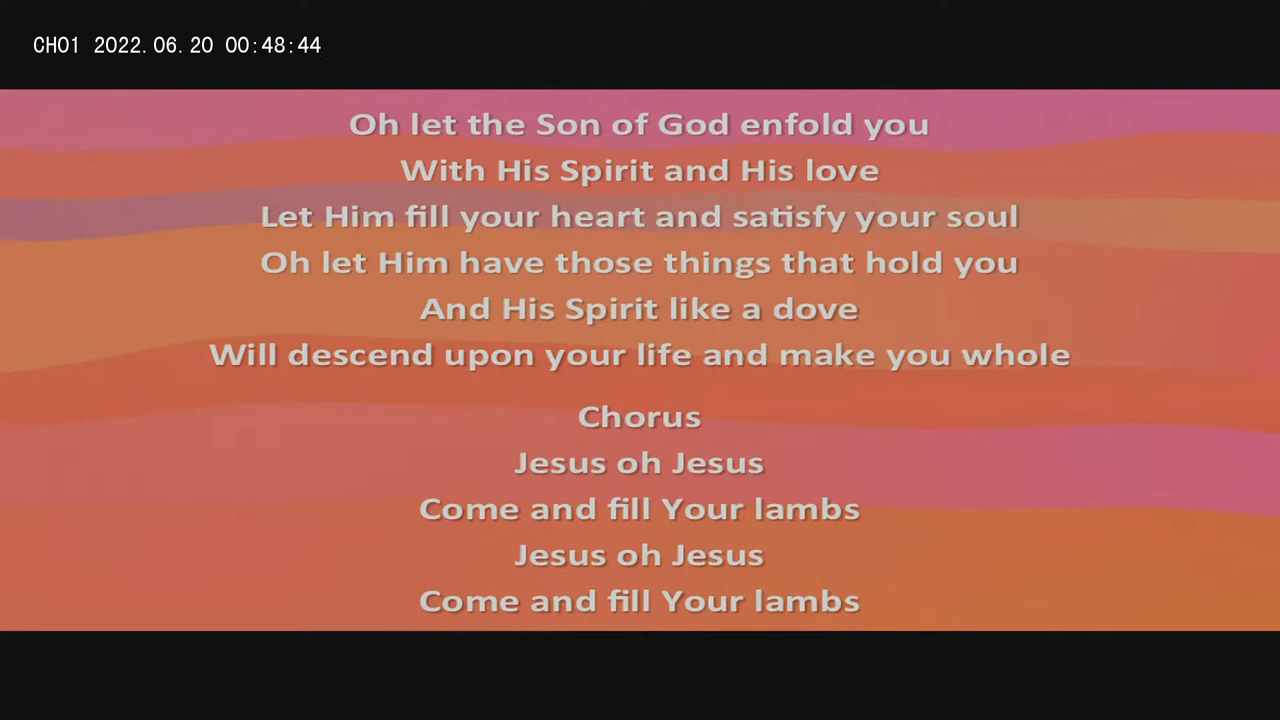 CH01 2022.06.20 00:48:44
Oh let the Son of God enfold you
With His Spirit and His love
Let Him fill your heart and satisfy your soul
Oh let Him have those things that hold you
And His Spirit like a dove
Will descend upon your life and make you whole
Chorus
Jesus oh Jesus
Come and fill Your lambs
Jesus oh Jesus
Come and fill Your lambs